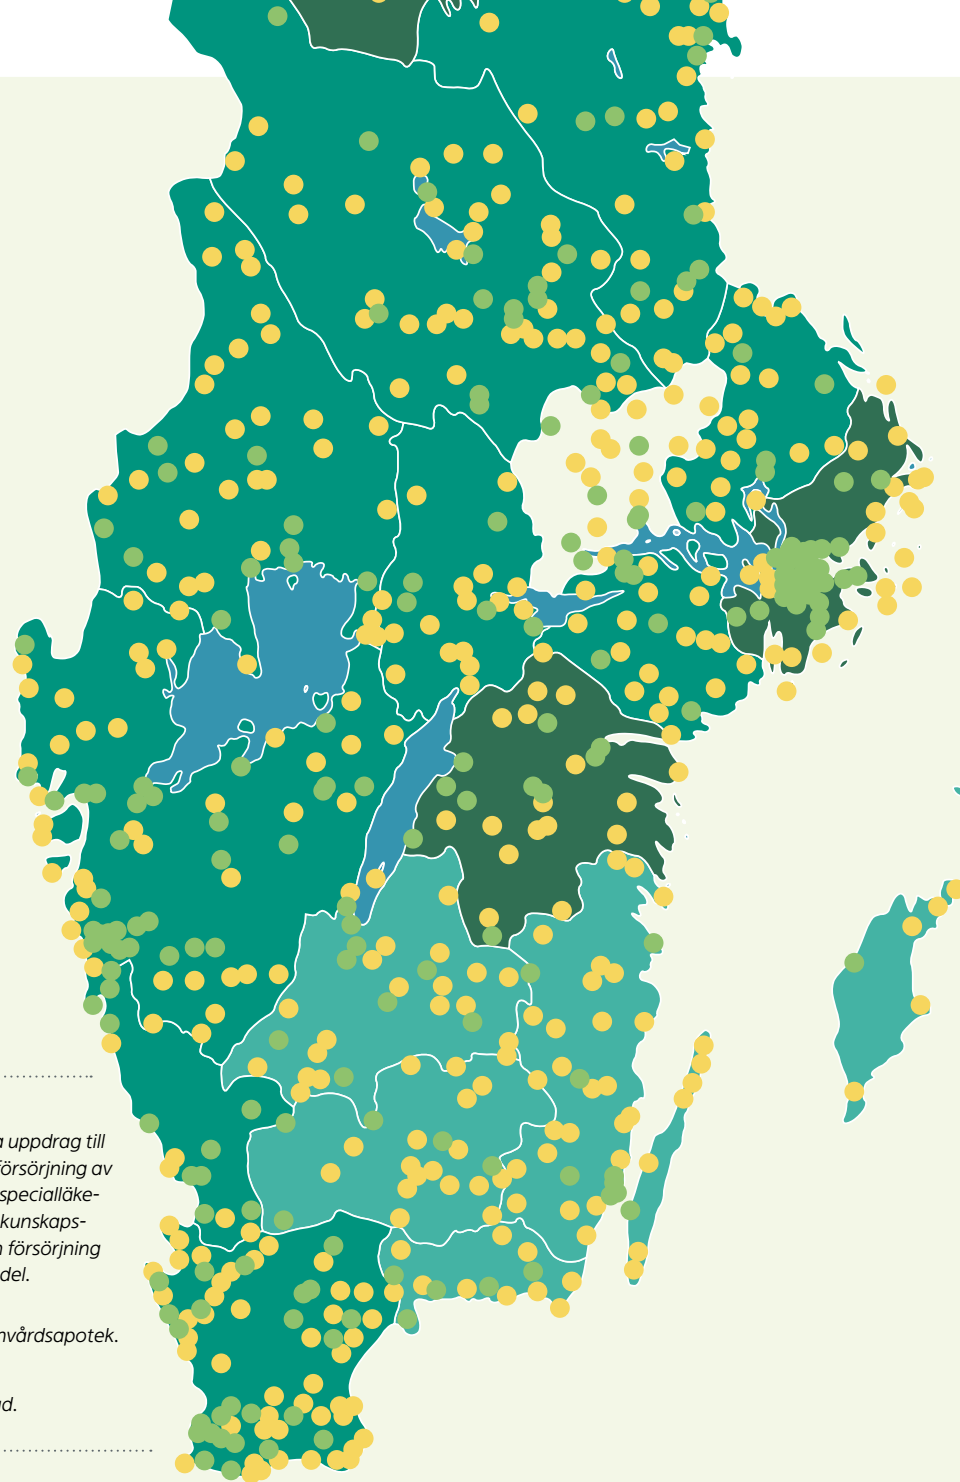 uppdrag till
försörjning av
specialläke-
kunskaps-
försörjning
del.
nvårdsapotek.
d.